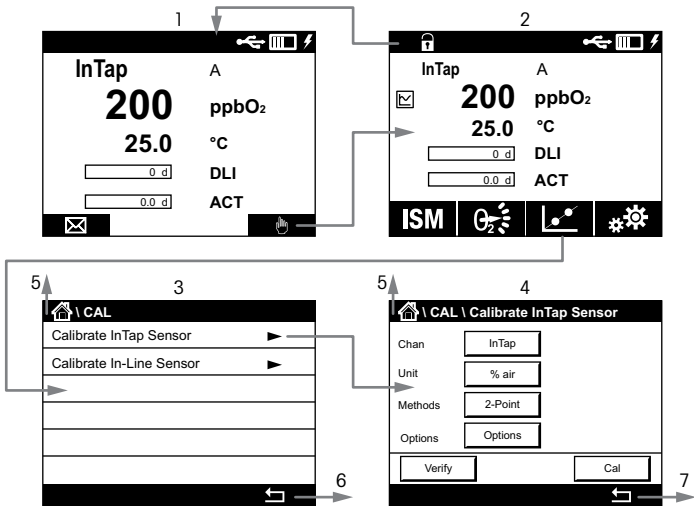 1
InTap A
200 ppbO₂
25.0 °C
0 d DLI
0.0 d ACT
2
InTap A
200 ppbO₂
25.0 °C
0 d DLI
0.0 d ACT
ISM O₂
5
3
\ CAL
Calibrate InTap Sensor
Calibrate In-Line Sensor
6
5
4
\ CAL \ Calibrate InTap Sensor
Chan InTap
Unit % air
Methods 2-Point
Options Options
Verify Cal
7